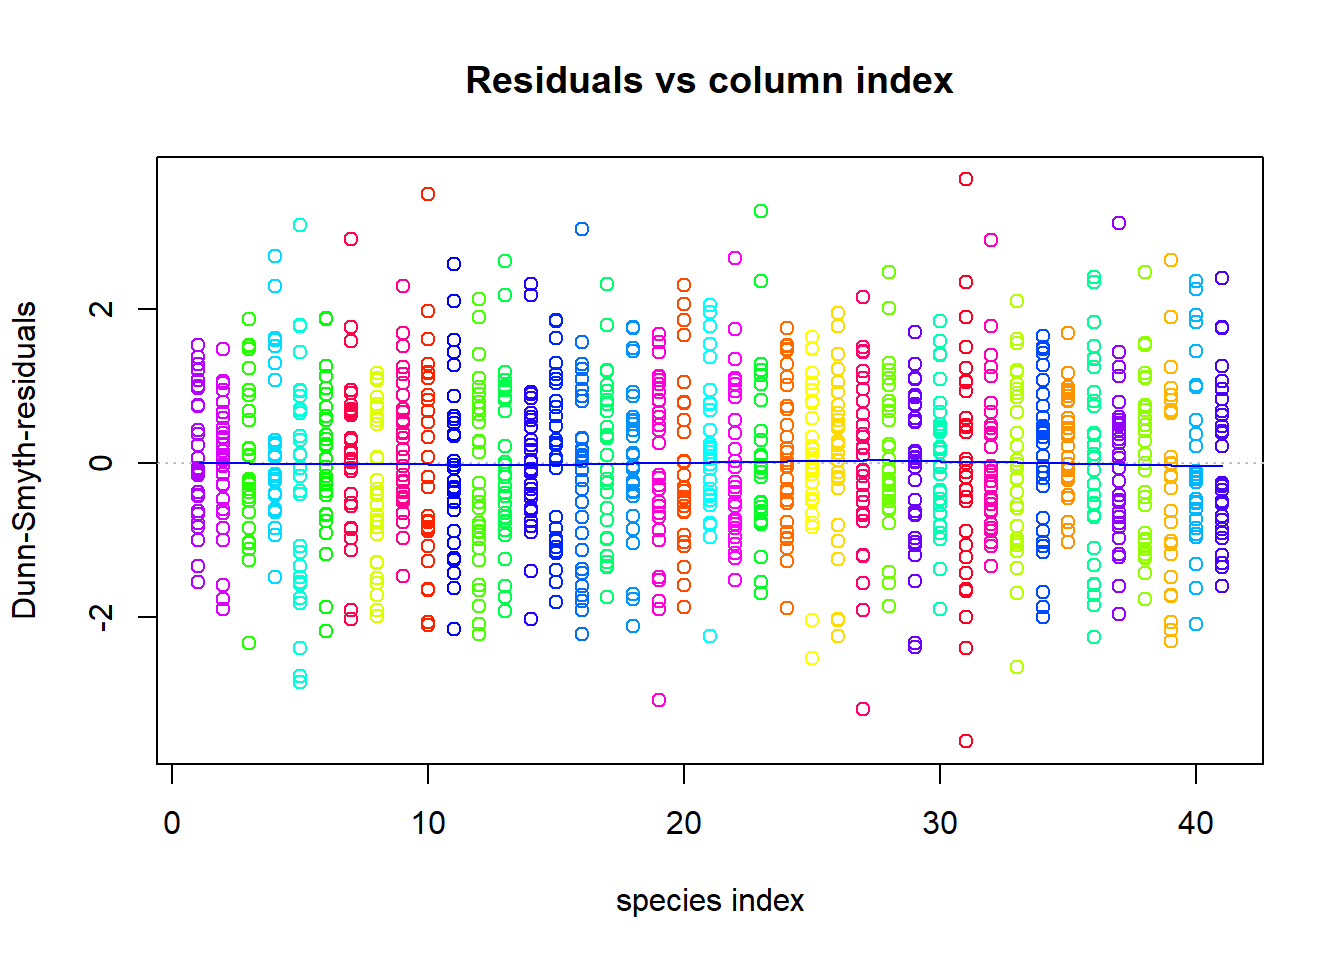 Residuals vs column index
Dunn-Smyth-residuals
2
0
-2
0 10 20 30 40
species index